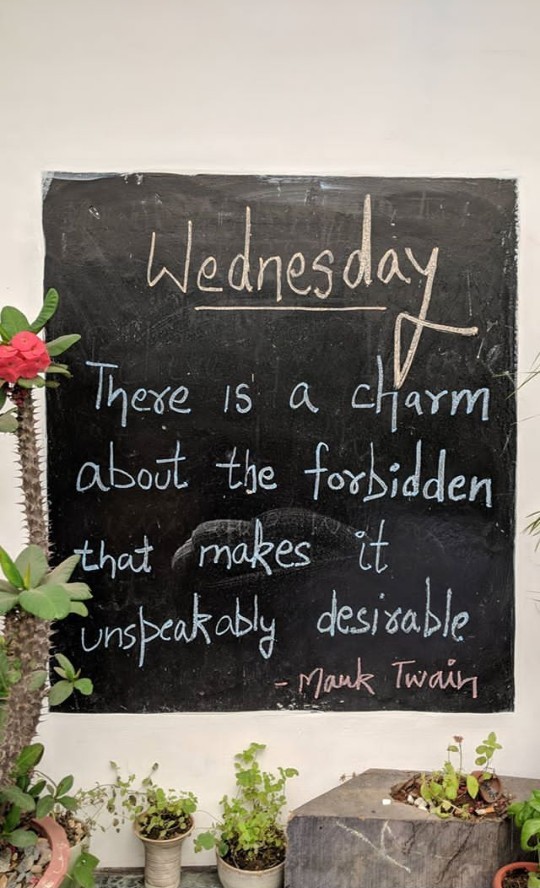 Wednesday
There is a charm
about the forbidden
that makes it
unspeakably desirable
- Mark Twain